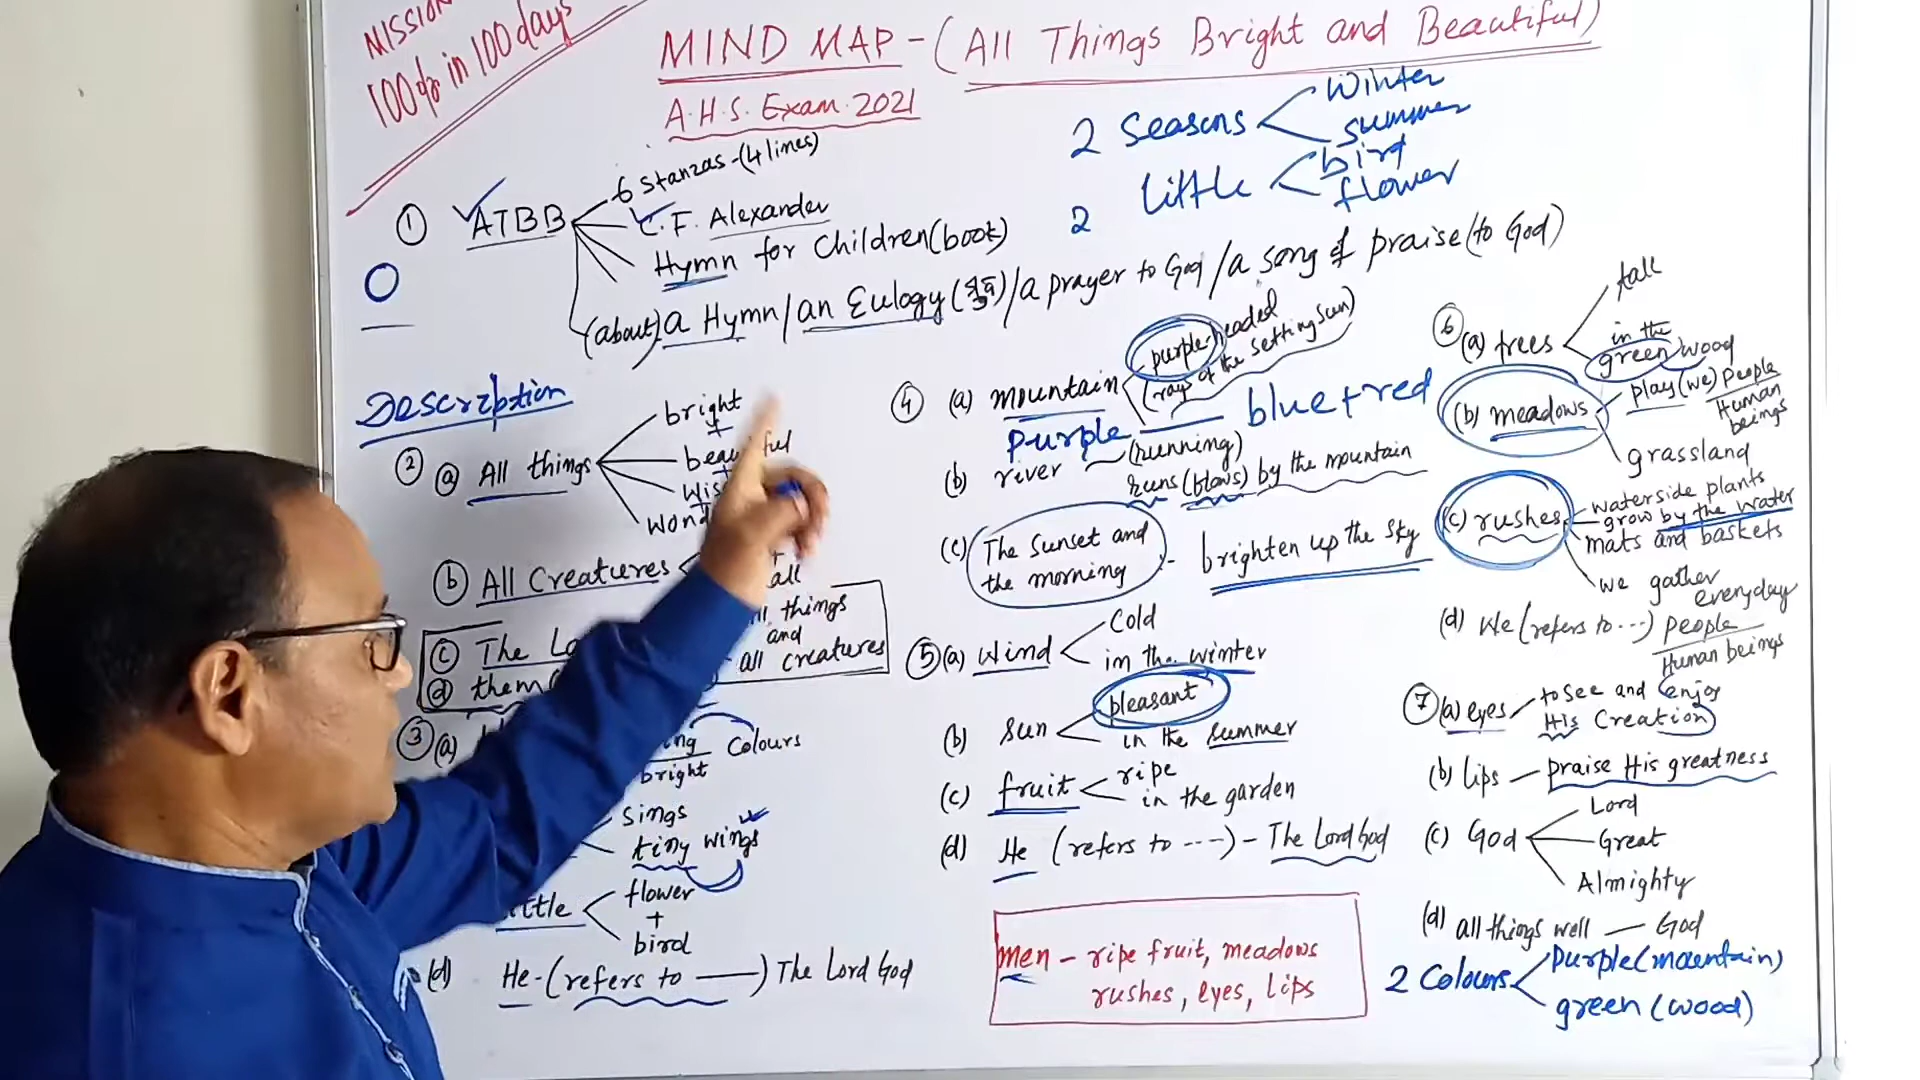 MISSION
100% in 100 days
MIND MAP - (All Things Bright and Beautiful)
A.H.S. Exam. 2021
2 Seasons
Winter
summer
2 little
bird
flower
① ATBB
6 stanzas - (4 lines)
C.F. Alexander
Hymn for Children (book)
(about) a Hymn / an Eulogy / a prayer to God / a song of praise (to God)
Description
② ⓐ All things
bright
+
beautiful
+
+
ⓑ All Creatures
+
all
things
and
all creatures
ⓒ The
ⓓ them
③ (a)
Colours
bright
sings
tiny wings
flower
+
bird
(d) He - (refers to ——) The Lord God
④ (a) mountain
purple-headed
(rays of the setting sun)
Purple — blue + red
(b) river
(running)
runs (flows) by the mountain
(c) The Sunset and
the morning
- brighten up the sky
⑤ (a) Wind
Cold
in the winter
(b) sun
pleasant
in the summer
(c) fruit
ripe
in the garden
(d) He (refers to ----) - The Lord God
men - ripe fruit, meadows
rushes, eyes, lips
⑥ (a) trees
tall
in the
green wood
(b) meadows
play (we) People
Human
beings
grassland
(c) rushes
waterside plants
grow by the water
mats and baskets
we gather
everyday
(d) We (refers to ...) people
Human beings
⑦ (a) eyes
to see and enjoy
His Creation
(b) lips - praise His greatness
(c) God
Lord
Great
Almighty
(d) all things well — God
2 Colours
Purple (mountain)
green (wood)